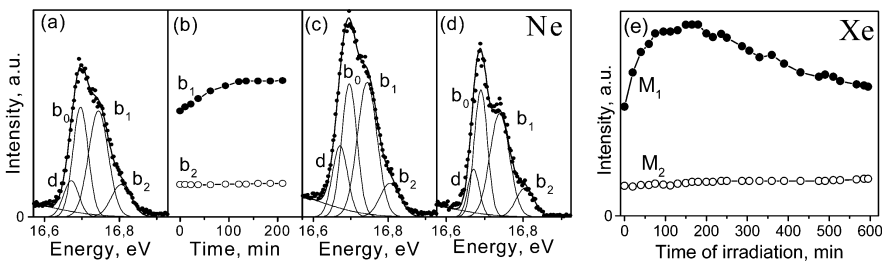 (a)
Intensity, a.u.
0
b0
b1
b2
d
16,6
16,8
Energy, eV
(b)
b1
b2
0
100
200
Time, min
(c)
b0
b1
b2
d
16,6
16,8
Energy, eV
(d)
Ne
b0
b1
b2
d
16,6
16,8
Energy, eV
(e)
Xe
Intensity, a.u.
0
M1
M2
0 100 200 300 400 500 600
Time of irradiation, min